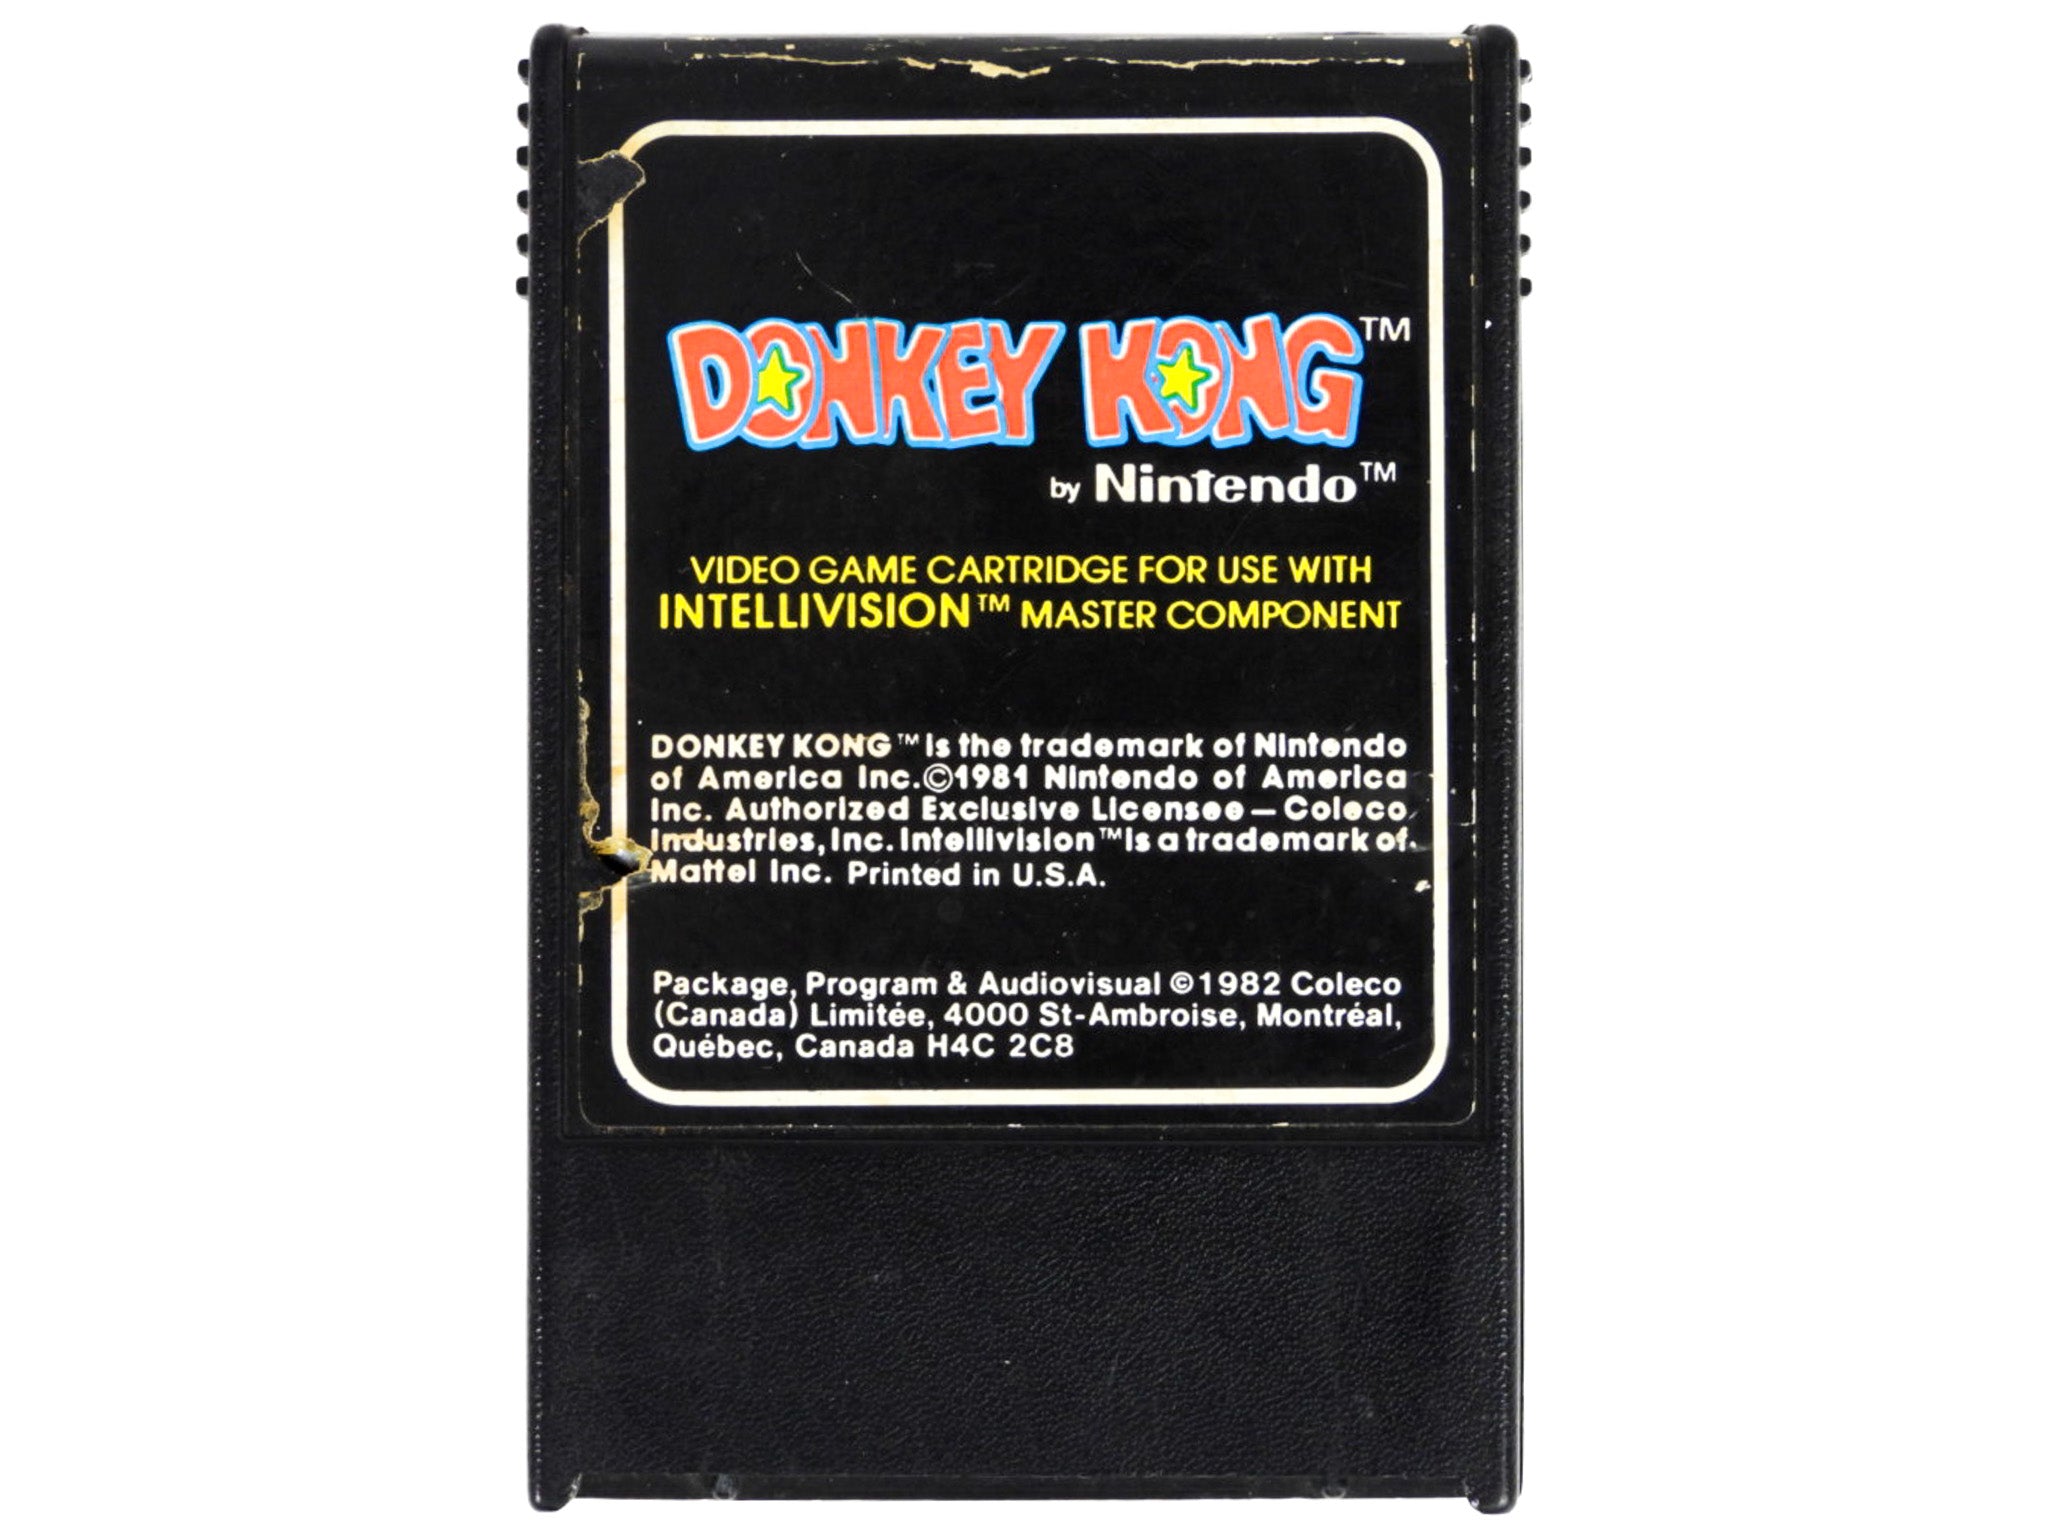 DONKEY KONG™
by Nintendo™
VIDEO GAME CARTRIDGE FOR USE WITH
INTELLIVISION™ MASTER COMPONENT
DONKEY KONG™ is the trademark of Nintendo
of America Inc.©1981 Nintendo of America
Inc. Authorized Exclusive Licensee — Coleco
Industries, Inc. Intellivision™ is a trademark of
Mattel Inc. Printed in U.S.A.
Package, Program & Audiovisual ©1982 Coleco
(Canada) Limitée, 4000 St-Ambroise, Montréal,
Québec, Canada H4C 2C8